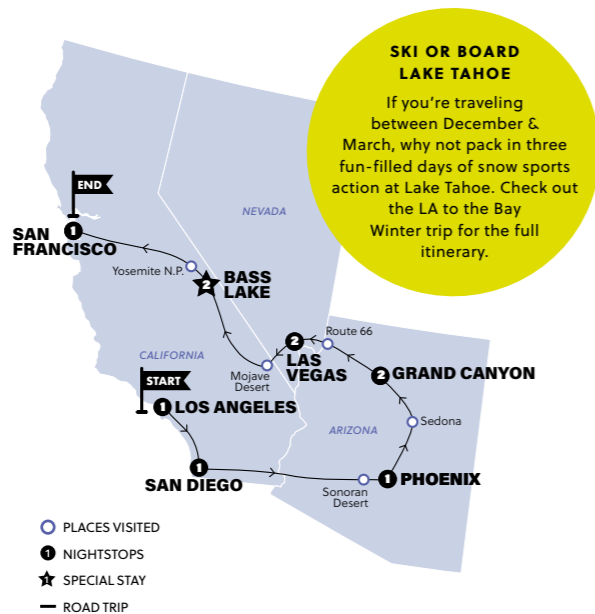 SKI OR BOARD
LAKE TAHOE
If you're traveling
between December &
March, why not pack in three
fun-filled days of snow sports
action at Lake Tahoe. Check out
the LA to the Bay
Winter trip for the full
itinerary.
END
NEVADA
1
SAN
FRANCISCO
Yosemite N.P.
2
BASS
LAKE
Route 66
2
LAS
VEGAS
CALIFORNIA
Mojave
Desert
2
GRAND CANYON
START
1
LOS ANGELES
ARIZONA
Sedona
1
SAN DIEGO
Sonoran
Desert
1
PHOENIX
PLACES VISITED
1 NIGHTSTOPS
1 SPECIAL STAY
ROAD TRIP